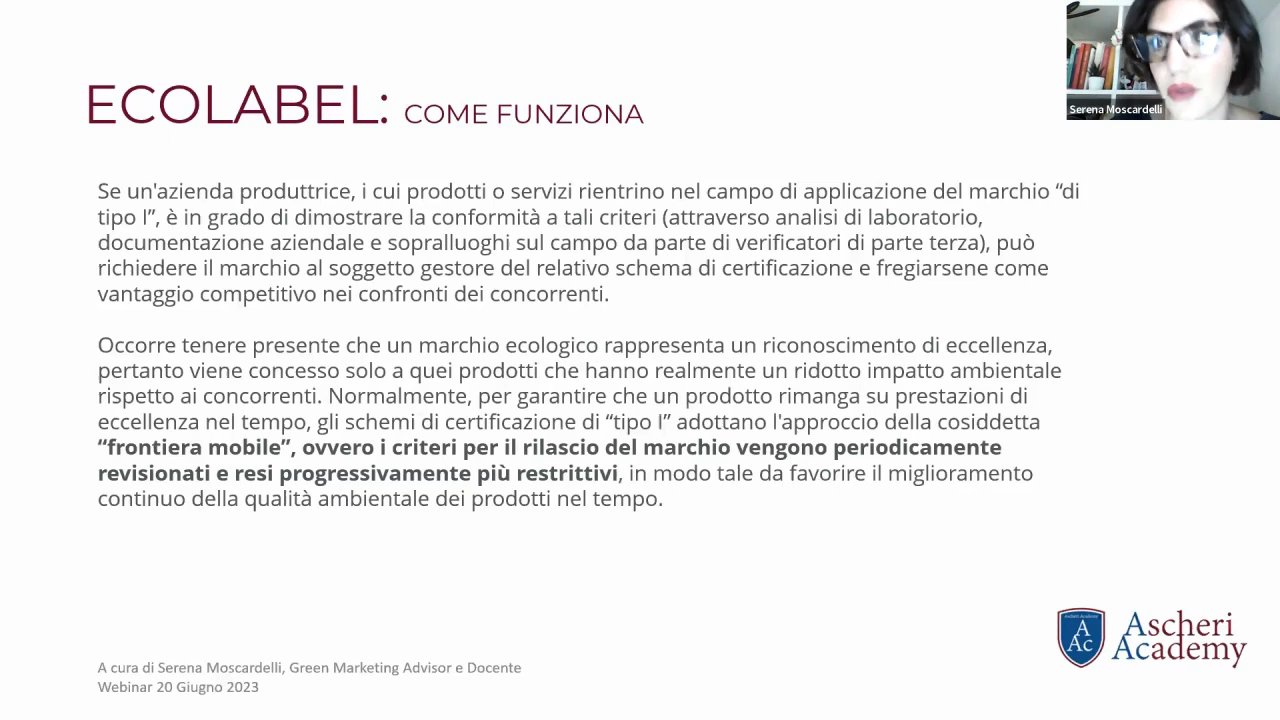 Serena Moscardelli
ECOLABEL: COME FUNZIONA
Se un'azienda produttrice, i cui prodotti o servizi rientrino nel campo di applicazione del marchio “di
tipo I”, è in grado di dimostrare la conformità a tali criteri (attraverso analisi di laboratorio,
documentazione aziendale e sopralluoghi sul campo da parte di verificatori di parte terza), può
richiedere il marchio al soggetto gestore del relativo schema di certificazione e fregiarsene come
vantaggio competitivo nei confronti dei concorrenti.
Occorre tenere presente che un marchio ecologico rappresenta un riconoscimento di eccellenza,
pertanto viene concesso solo a quei prodotti che hanno realmente un ridotto impatto ambientale
rispetto ai concorrenti. Normalmente, per garantire che un prodotto rimanga su prestazioni di
eccellenza nel tempo, gli schemi di certificazione di “tipo I” adottano l'approccio della cosiddetta
“frontiera mobile”, ovvero i criteri per il rilascio del marchio vengono periodicamente
revisionati e resi progressivamente più restrittivi, in modo tale da favorire il miglioramento
continuo della qualità ambientale dei prodotti nel tempo.
Ascheri Academy
A
Ac
Ascheri
Academy
A cura di Serena Moscardelli, Green Marketing Advisor e Docente
Webinar 20 Giugno 2023